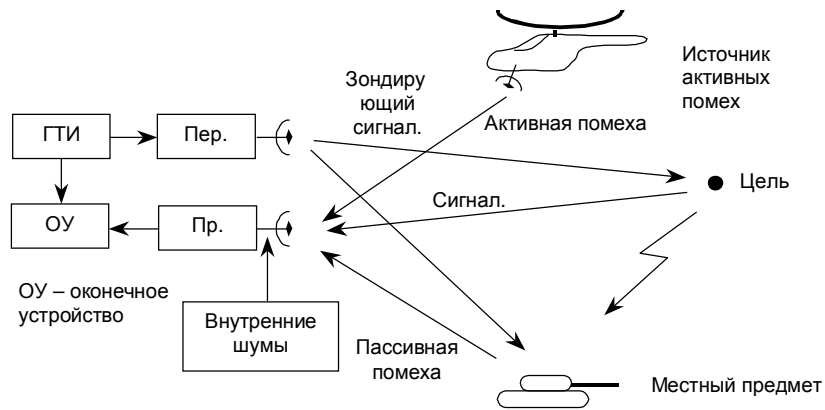 Источник
активных
помех
Зондиру
ющий
сигнал.
Активная помеха
ГТИ
Пер.
Цель
Сигнал.
ОУ
Пр.
ОУ – оконечное
устройство
Внутренние
шумы
Пассивная
помеха
Местный предмет